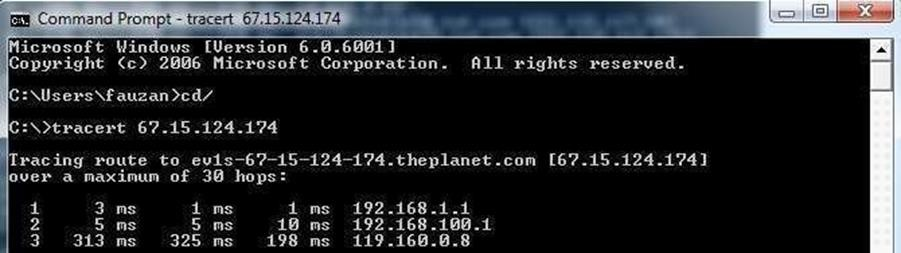 Command Prompt - tracert 67.15.124.174
Microsoft Windows [Version 6.0.6001]
Copyright (c) 2006 Microsoft Corporation.  All rights reserved.
C:\Users\fauzan>cd/
C:\>tracert 67.15.124.174
Tracing route to ev1s-67-15-124-174.theplanet.com [67.15.124.174]
over a maximum of 30 hops:
1     3 ms     1 ms     1 ms  192.168.1.1
2     5 ms     5 ms    10 ms  192.168.100.1
3   313 ms   325 ms   198 ms  119.160.0.8